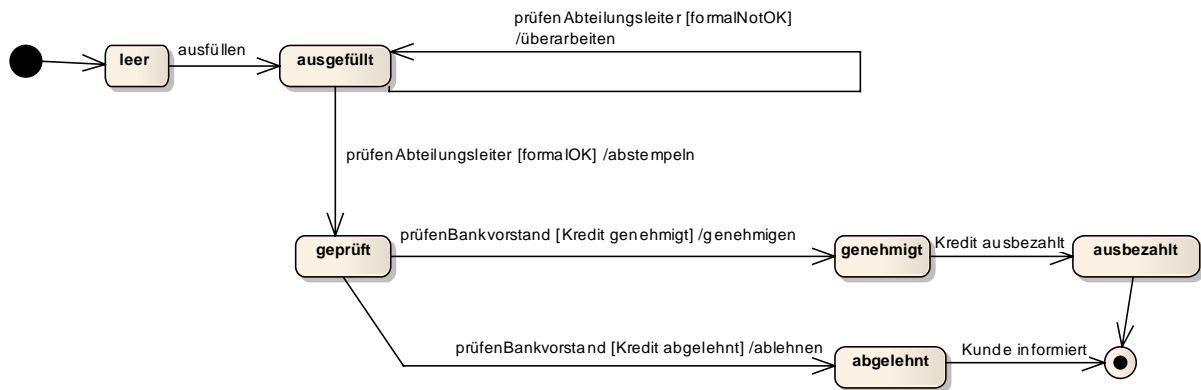 prüfen Abteilungsleiter [formalNotOK]
/überarbeiten
leer
ausfüllen
ausgefüllt
prüfen Abteilungsleiter [formalOK] /abstempeln
geprüft
prüfenBankvorstand [Kredit genehmigt] /genehmigen
genehmigt
Kredit ausbezahlt
ausbezahlt
prüfenBankvorstand [Kredit abgelehnt] /ablehnen
abgelehnt
Kunde informiert